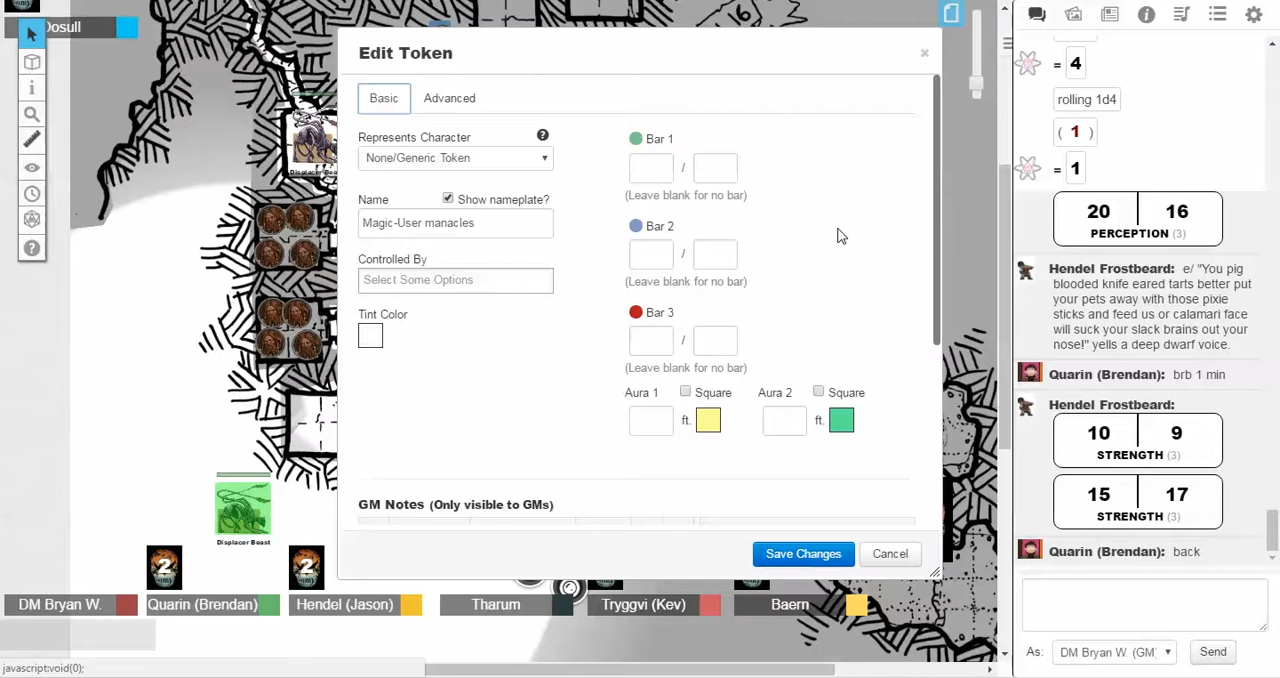 Dosull
16
Displacer Beast
2
2
DM Bryan W.
Quarin (Brendan)
Hendel (Jason)
Tharum
Tryggvi (Kev)
Baern
javascript:void(0);
Edit Token
×
Basic
Advanced
Represents Character
?
None/Generic Token
Name
Show nameplate?
Magic-User manacles
Controlled By
Select Some Options
Tint Color
Bar 1
/
(Leave blank for no bar)
Bar 2
/
(Leave blank for no bar)
Bar 3
/
(Leave blank for no bar)
Aura 1
Square
Aura 2
Square
ft.
ft.
GM Notes (Only visible to GMs)
Save Changes
Cancel
= 4
rolling 1d4
( 1 )
= 1
20 16
PERCEPTION (3)
Hendel Frostbeard: e/ "You pig
blooded knife eared tarts better put
your pets away with those pixie
sticks and feed us or calamari face
will suck your slack brains out your
nose!" yells a deep dwarf voice.
Quarin (Brendan): brb 1 min
Hendel Frostbeard:
10 9
STRENGTH (3)
15 17
STRENGTH (3)
Quarin (Brendan): back
As:
DM Bryan W. (GM)
Send